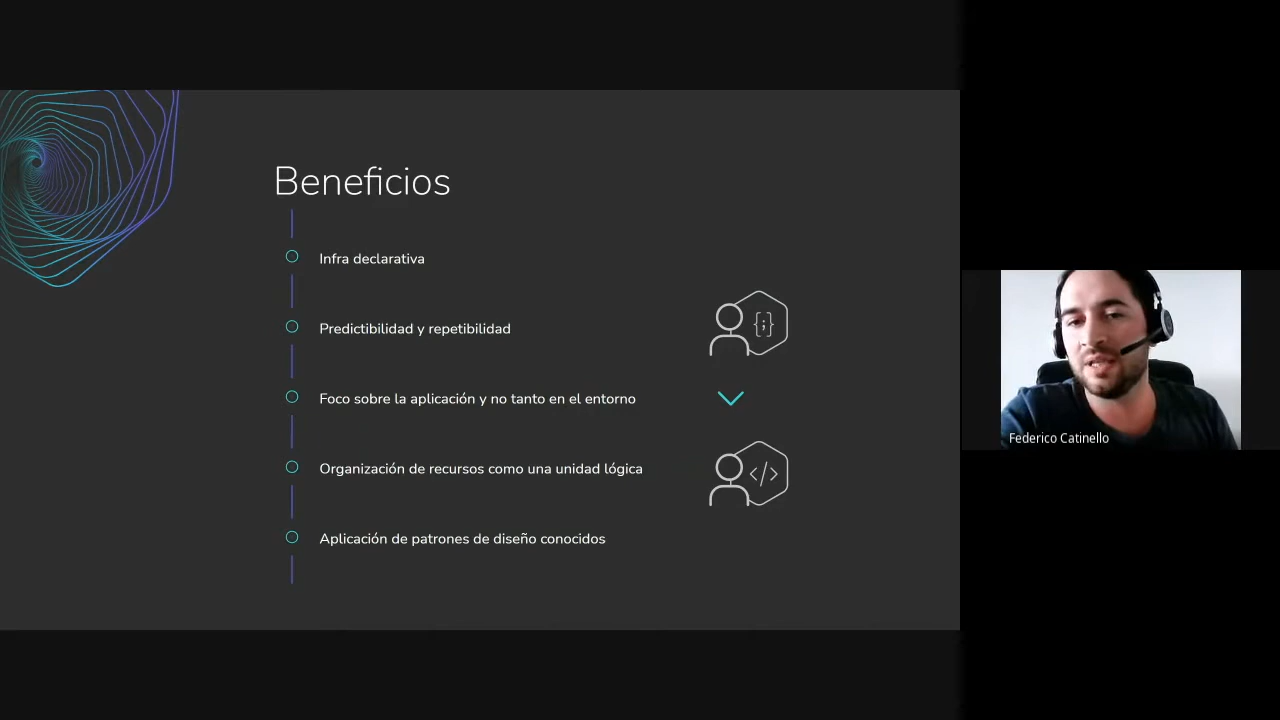 Beneficios
Infra declarativa
Predictibilidad y repetibilidad
Foco sobre la aplicación y no tanto en el entorno
Organización de recursos como una unidad lógica
Aplicación de patrones de diseño conocidos
{;}
</>
Federico Catinello